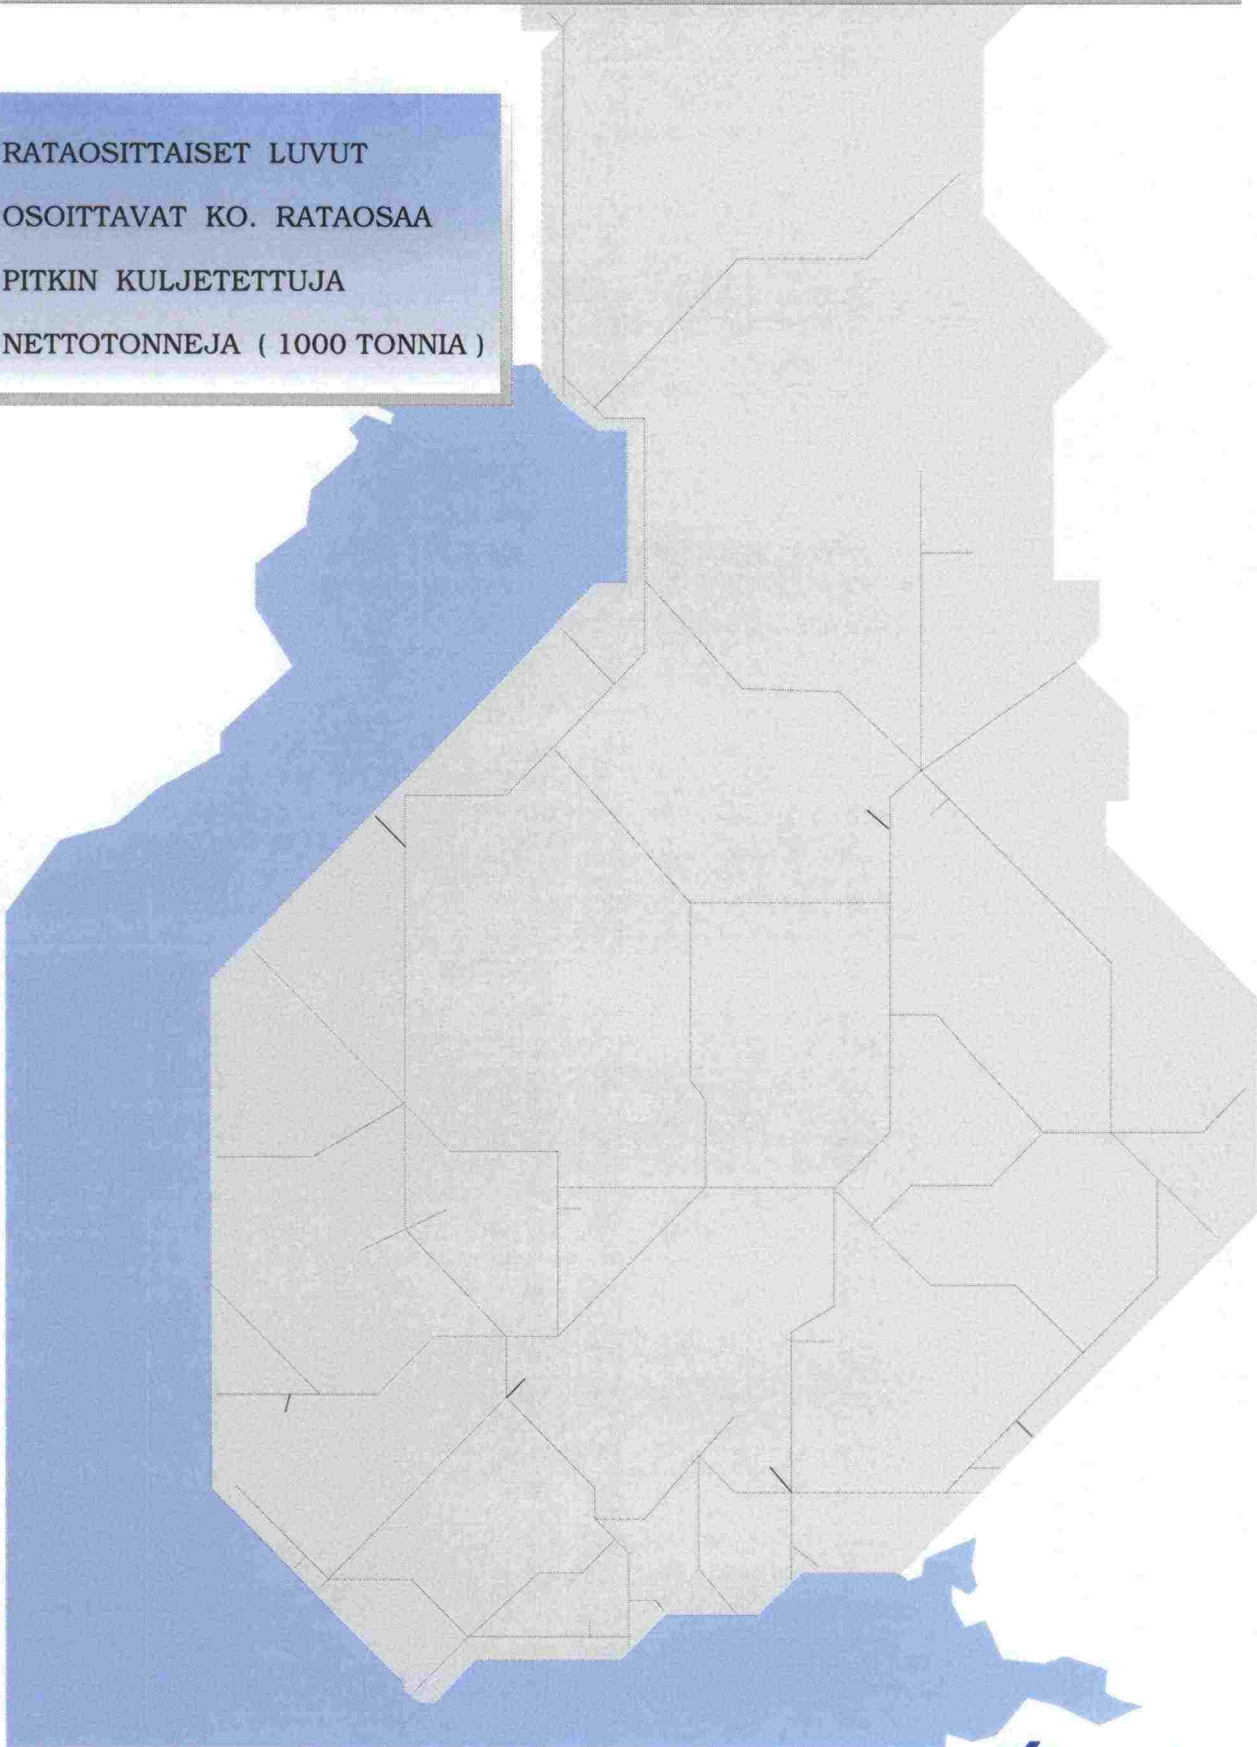 RATAOSITTAISET LUVUT
OSOITTAVAT KO. RATAOSAA
PITKIN KULJETETTUJA
NETTOTONNEJA ( 1000 TONNIA )